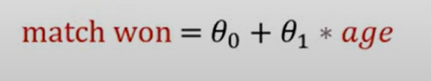 match won = θ₀ + θ₁ * age